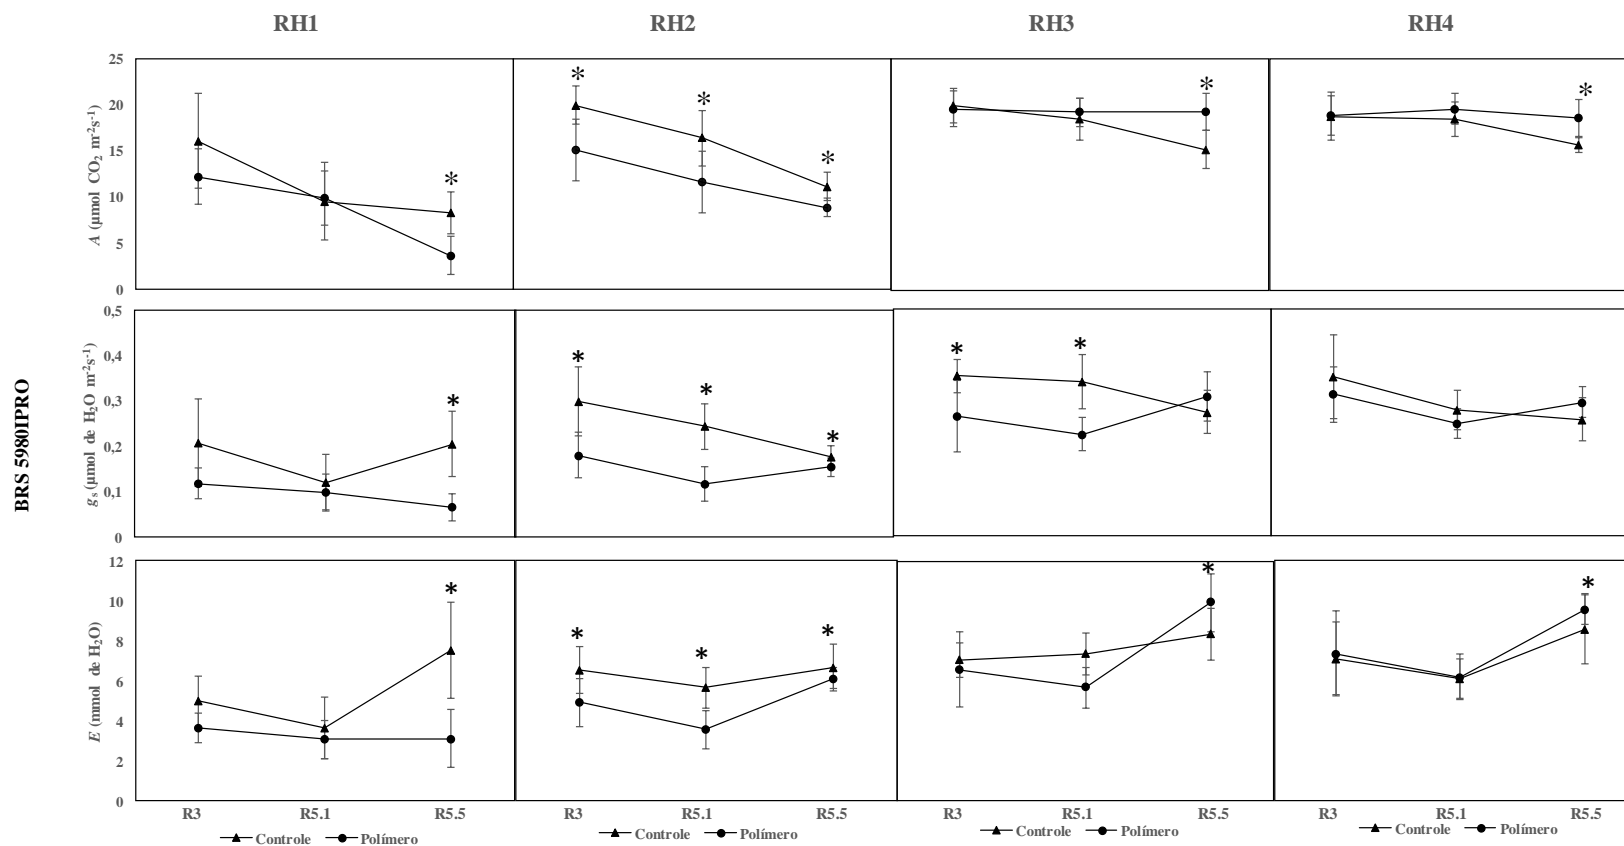 RH1 RH2 RH3 RH4
BRS 5980IPRO
A (µmol CO₂ m⁻²s⁻¹)
25
20
15
10
5
0
* * * * * *
gₛ (µmol de H₂O m⁻²s⁻¹)
0,5
0,4
0,3
0,2
0,1
0
* * * * * *
E (mmol de H₂O)
12
10
8
6
4
2
0
* * * * * *
R3 R5.1 R5.5 R3 R5.1 R5.5 R3 R5.1 R5.5 R3 R5.1 R5.5
Controle Polímero Controle Polímero Controle Polímero Controle Polímero